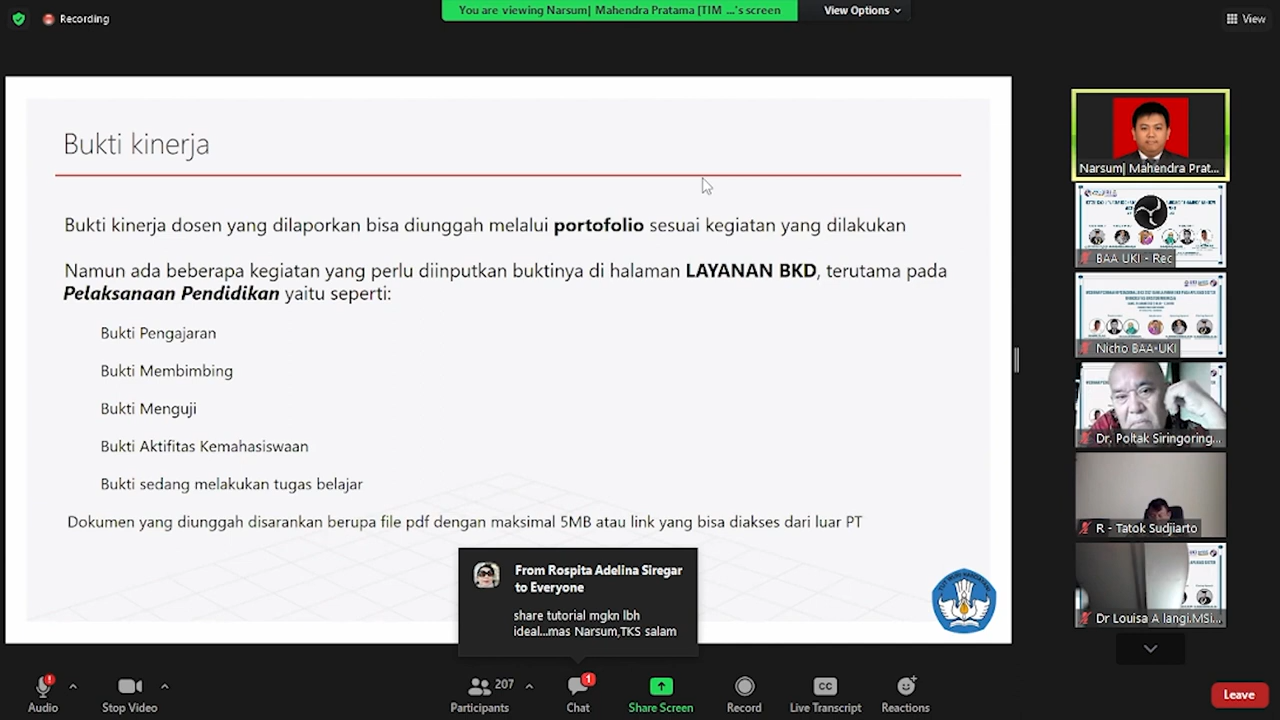 Recording
You are viewing Narsum| Mahendra Pratama [TIM ...'s screen
View Options
View
Bukti kinerja
Bukti kinerja dosen yang dilaporkan bisa diunggah melalui portofolio sesuai kegiatan yang dilakukan
Namun ada beberapa kegiatan yang perlu diinputkan buktinya di halaman LAYANAN BKD, terutama pada
Pelaksanaan Pendidikan yaitu seperti:
Bukti Pengajaran
Bukti Membimbing
Bukti Menguji
Bukti Aktifitas Kemahasiswaan
Bukti sedang melakukan tugas belajar
Dokumen yang diunggah disarankan berupa file pdf dengan maksimal 5MB atau link yang bisa diakses dari luar PT
From Rospita Adelina Siregar
to Everyone
share tutorial mgkn lbh
ideal...mas Narsum,TKS salam
Narsum| Mahendra Prat...
BAA UKI - Rec
Nicho BAA-UKI
Dr. Poltak Siringoring...
R - Tatok Sudjiarto
Dr Louisa A langi.MSi...
Audio
Stop Video
207
Participants
1
Chat
Share Screen
Record
CC
Live Transcript
Reactions
Leave